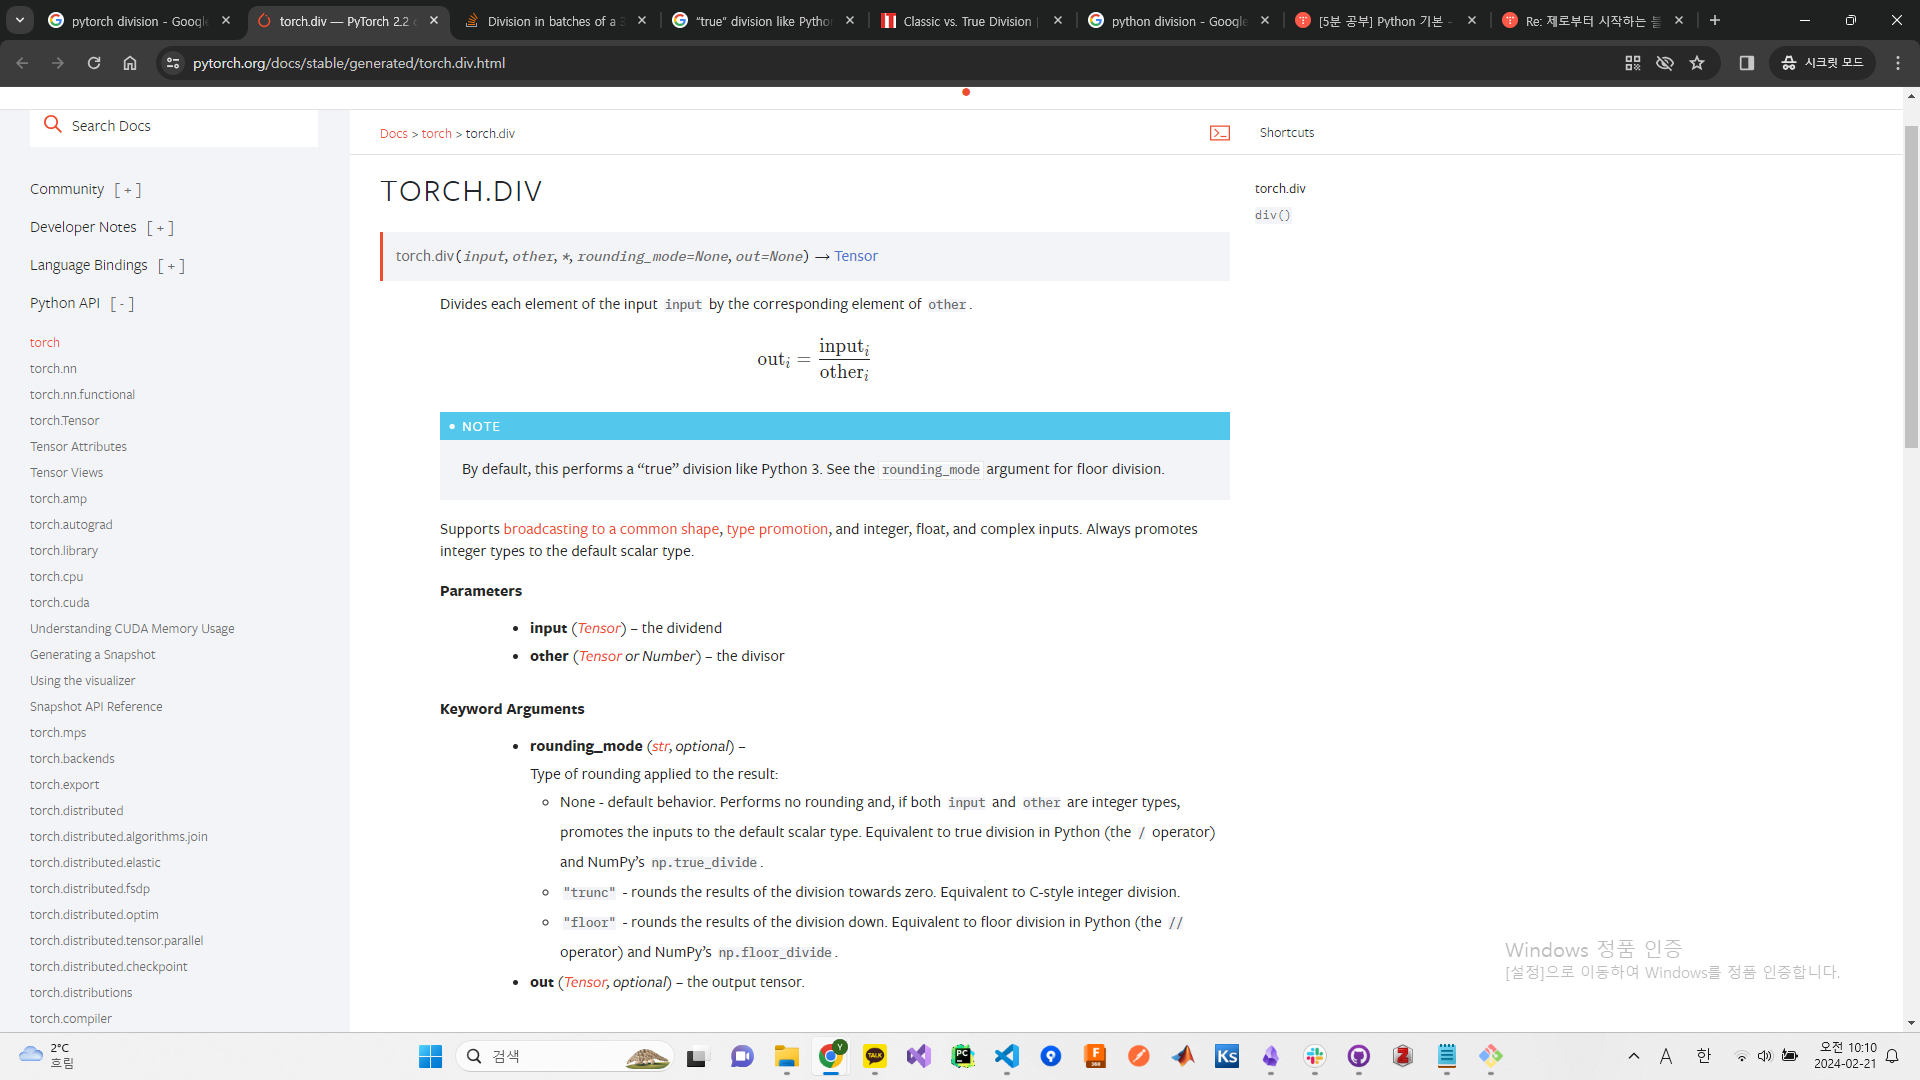 pytorch division - Google
torch.div — PyTorch 2.2 d
Division in batches of a 3
“true” division like Python
Classic vs. True Division |
python division - Google
[5분 공부] Python 기본 -
Re: 제로부터 시작하는 블
pytorch.org/docs/stable/generated/torch.div.html
시크릿 모드
Search Docs
Community [ + ]
Developer Notes [ + ]
Language Bindings [ + ]
Python API [ - ]
torch
torch.nn
torch.nn.functional
torch.Tensor
Tensor Attributes
Tensor Views
torch.amp
torch.autograd
torch.library
torch.cpu
torch.cuda
Understanding CUDA Memory Usage
Generating a Snapshot
Using the visualizer
Snapshot API Reference
torch.mps
torch.backends
torch.export
torch.distributed
torch.distributed.algorithms.join
torch.distributed.elastic
torch.distributed.fsdp
torch.distributed.optim
torch.distributed.tensor.parallel
torch.distributed.checkpoint
torch.distributions
torch.compiler
Docs > torch > torch.div
Shortcuts
TORCH.DIV
torch.div(input, other, *, rounding_mode=None, out=None) → Tensor
Divides each element of the input input by the corresponding element of other.
outᵢ = inputᵢ / otherᵢ
NOTE
By default, this performs a “true” division like Python 3. See the rounding_mode argument for floor division.
Supports broadcasting to a common shape, type promotion, and integer, float, and complex inputs. Always promotes
integer types to the default scalar type.
Parameters
• input (Tensor) – the dividend
• other (Tensor or Number) – the divisor
Keyword Arguments
• rounding_mode (str, optional) –
Type of rounding applied to the result:
None - default behavior. Performs no rounding and, if both input and other are integer types,
promotes the inputs to the default scalar type. Equivalent to true division in Python (the / operator)
and NumPy’s np.true_divide.
"trunc" - rounds the results of the division towards zero. Equivalent to C-style integer division.
"floor" - rounds the results of the division down. Equivalent to floor division in Python (the //
operator) and NumPy’s np.floor_divide.
• out (Tensor, optional) – the output tensor.
torch.div
div()
Windows 정품 인증
[설정]으로 이동하여 Windows를 정품 인증합니다.
2°C
흐림
검색
Y
TALK
PC
F
360
Ks
Z
A
한
오전 10:10
2024-02-21